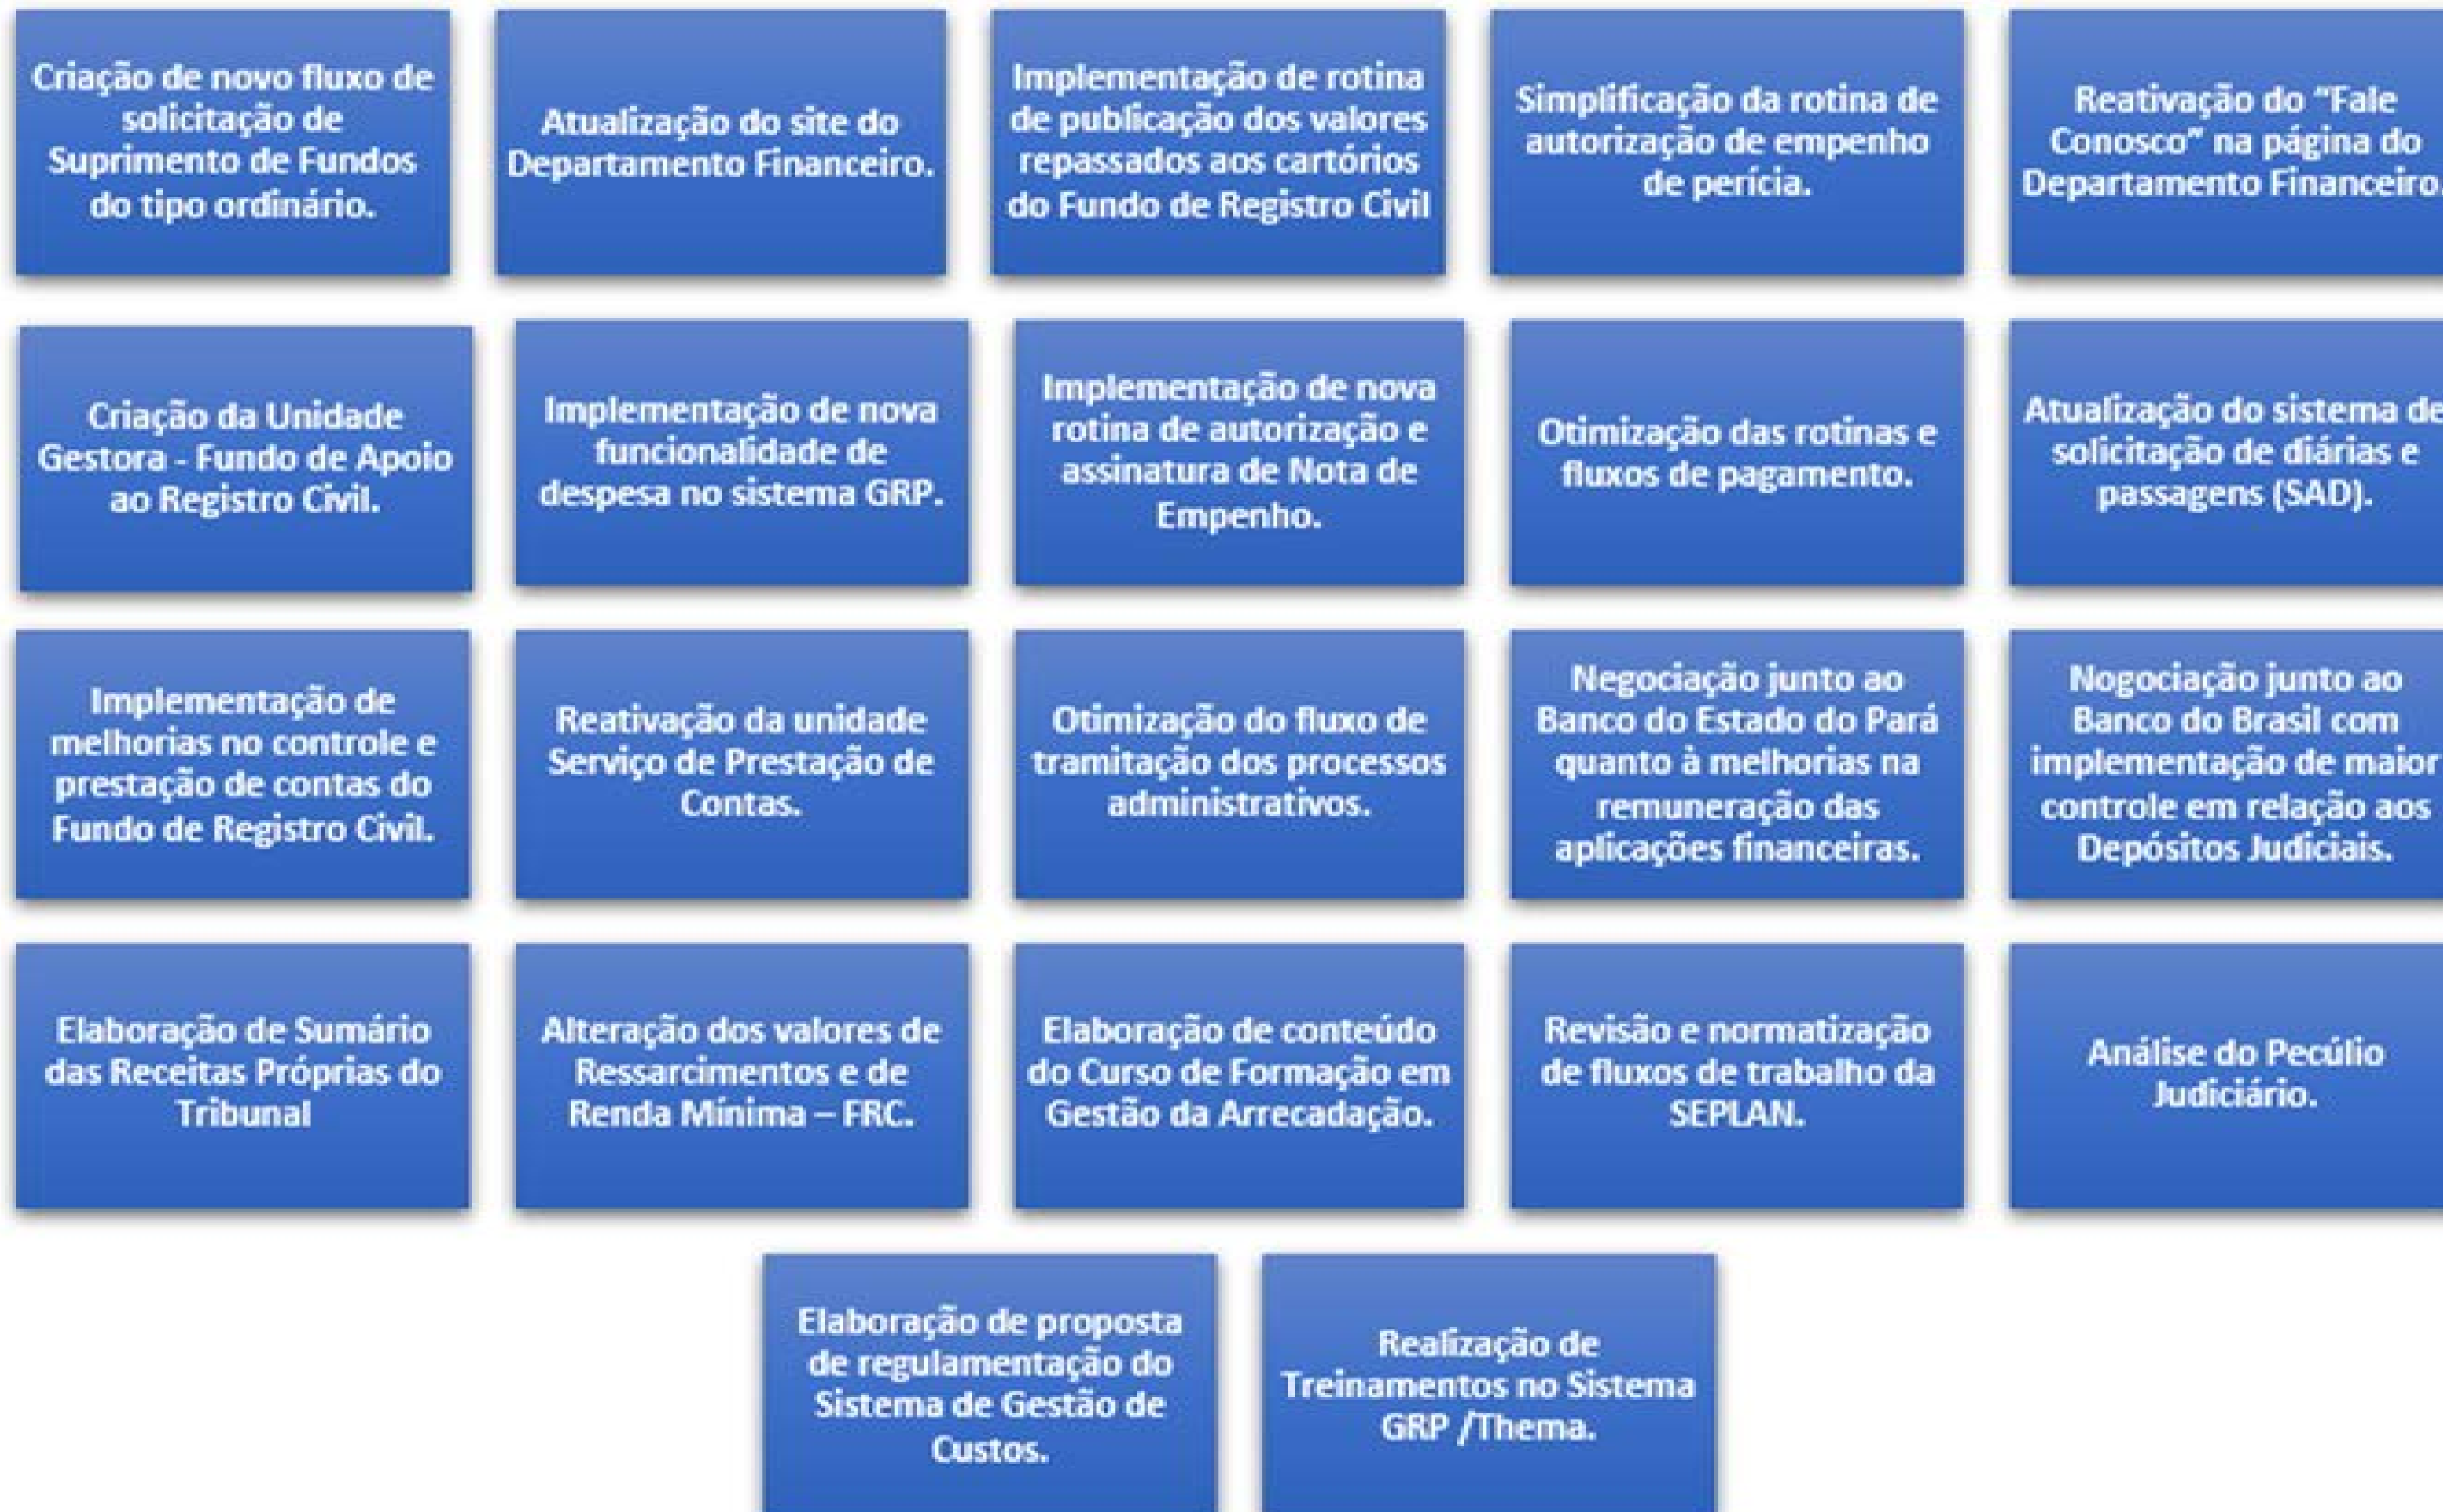 Criação de novo fluxo de
solicitação de
Suprimento de Fundos
do tipo ordinário.
Atualização do site do
Departamento Financeiro.
Implementação de rotina
de publicação dos valores
repassados aos cartórios
do Fundo de Registro Civil
Simplificação da rotina de
autorização de empenho
de perícia.
Reativação do “Fale
Conosco” na página do
Departamento Financeiro.
Criação da Unidade
Gestora - Fundo de Apoio
ao Registro Civil.
Implementação de nova
funcionalidade de
despesa no sistema GRP.
Implementação de nova
rotina de autorização e
assinatura de Nota de
Empenho.
Otimização das rotinas e
fluxos de pagamento.
Atualização do sistema de
solicitação de diárias e
passagens (SAD).
Implementação de
melhorias no controle e
prestação de contas do
Fundo de Registro Civil.
Reativação da unidade
Serviço de Prestação de
Contas.
Otimização do fluxo de
tramitação dos processos
administrativos.
Negociação junto ao
Banco do Estado do Pará
quanto à melhorias na
remuneração das
aplicações financeiras.
Nogociação junto ao
Banco do Brasil com
implementação de maior
controle em relação aos
Depósitos Judiciais.
Elaboração de Sumário
das Receitas Próprias do
Tribunal
Alteração dos valores de
Ressarcimentos e de
Renda Mínima – FRC.
Elaboração de conteúdo
do Curso de Formação em
Gestão da Arrecadação.
Revisão e normatização
de fluxos de trabalho da
SEPLAN.
Análise do Pecúlio
Judiciário.
Elaboração de proposta
de regulamentação do
Sistema de Gestão de
Custos.
Realização de
Treinamentos no Sistema
GRP /Thema.